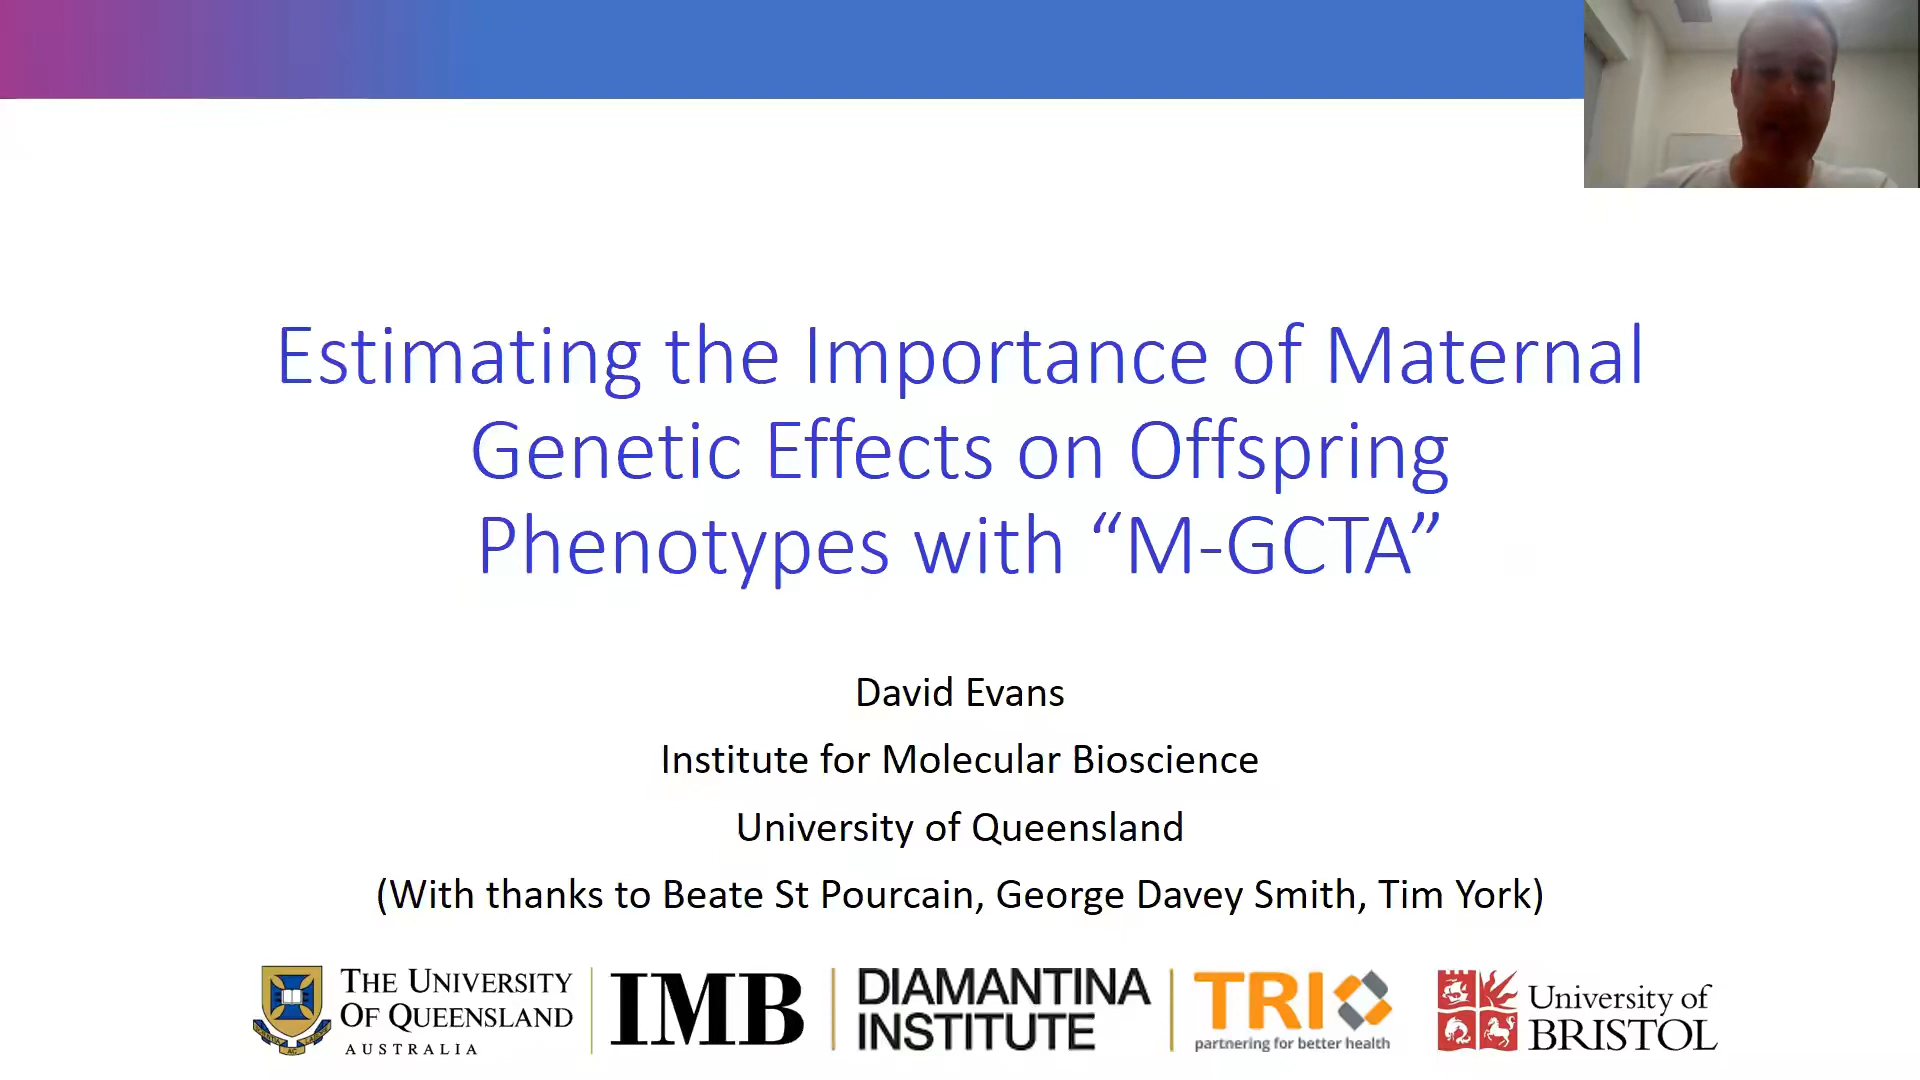 Estimating the Importance of Maternal
Genetic Effects on Offspring
Phenotypes with “M-GCTA”
David Evans
Institute for Molecular Bioscience
University of Queensland
(With thanks to Beate St Pourcain, George Davey Smith, Tim York)
THE UNIVERSITY
OF QUEENSLAND
AUSTRALIA
IMB
DIAMANTINA
INSTITUTE
TRI
partnering for better health
University of
BRISTOL